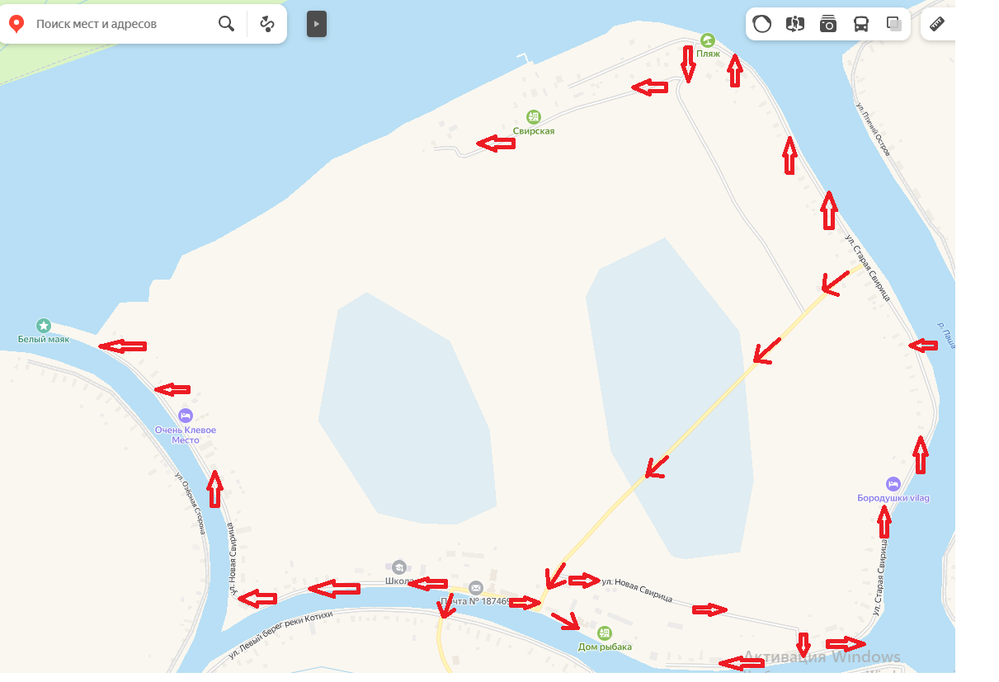 Поиск мест и адресов
Пляж
Свирская
ул. Птичий Остров
ул. Старая Свирица
р. Паша
Белый маяк
Очень Клевое
Место
ул. Озёрная Сторона
Бородушки vilag
ул. Новая Свирица
Школа
Почта № 187469
ул. Новая Свирица
ул. Старая Свирица
ул. Левый берег реки Котихи
Дом рыбака
Активация Windows